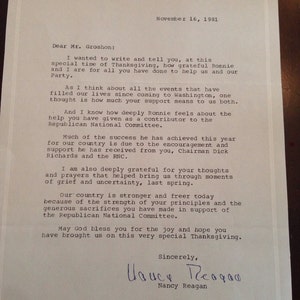 November 16, 1981
Dear Mr. Groshon:
I wanted to write and tell you, at this
special time of Thanksgiving, how grateful Ronnie
and I are for all you have done to help us and our
Party.
As I think about all the events that have
filled our lives since coming to Washington, one
thought is how much your support means to us both.
And I know how deeply Ronnie feels about the
help you have given as a contributor to the
Republican National Committee.
Much of the success he has achieved this year
for our country is due to the encouragement and
support he has received from you, Chairman Dick
Richards and the RNC.
I am also deeply grateful for your thoughts
and prayers that helped bring us through moments
of grief and uncertainty, last spring.
Our country is stronger and freer today
because of the strength of your principles and the
generous sacrifices you have made in support of
the Republican National Committee.
May God bless you for the joy and hope you
have brought us on this very special Thanksgiving.
Sincerely,
Nancy Reagan
Nancy Reagan